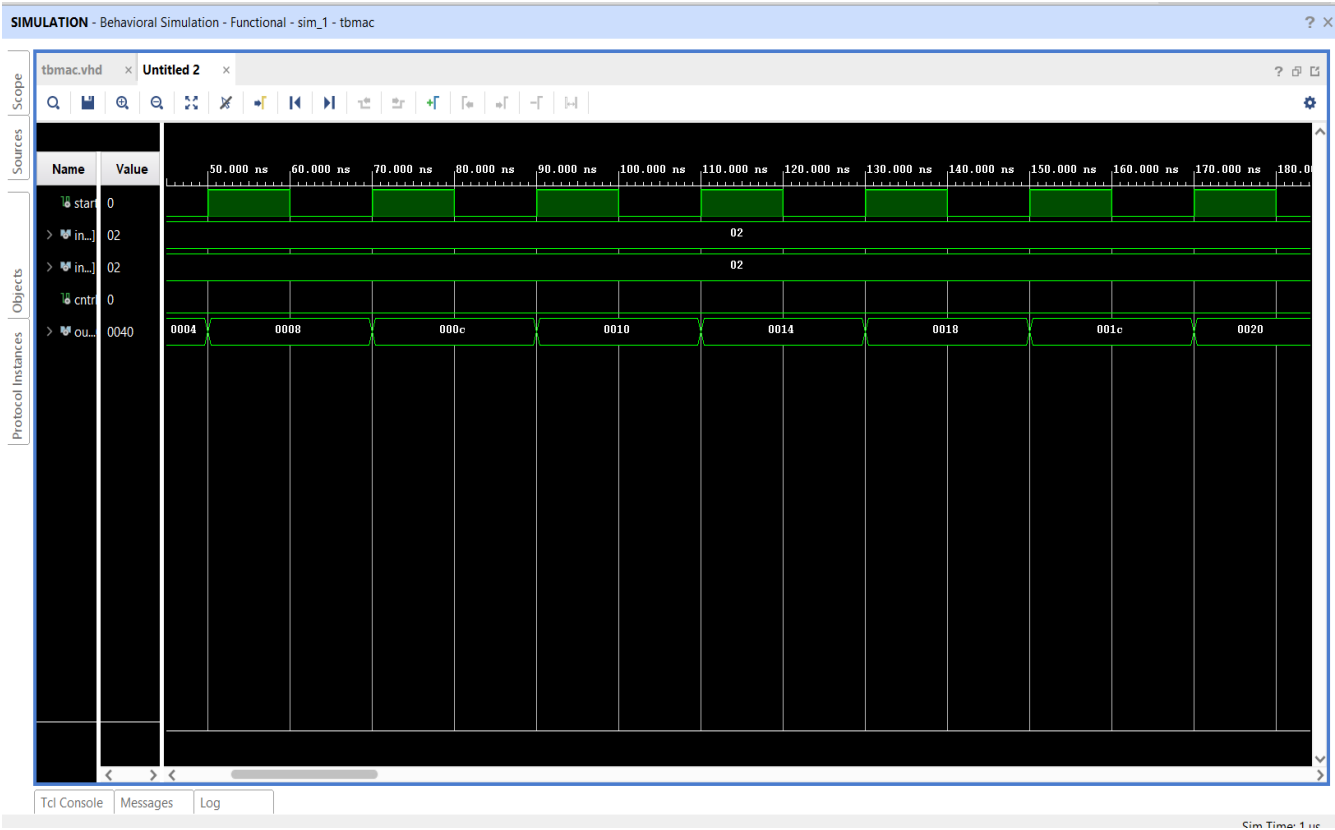 SIMULATION - Behavioral Simulation - Functional - sim_1 - tbmac ? ×
Scope
Sources
Objects
Protocol Instances
tbmac.vhd × Untitled 2 ×
?
Name Value
50.000 ns 60.000 ns 70.000 ns 80.000 ns 90.000 ns 100.000 ns 110.000 ns 120.000 ns 130.000 ns 140.000 ns 150.000 ns 160.000 ns 170.000 ns 180.0
start 0
> in...] 02 02
> in...] 02 02
cntrl 0
> ou... 0040 0004 0008 000c 0010 0014 0018 001c 0020
Tcl Console Messages Log
Sim Time: 1 us